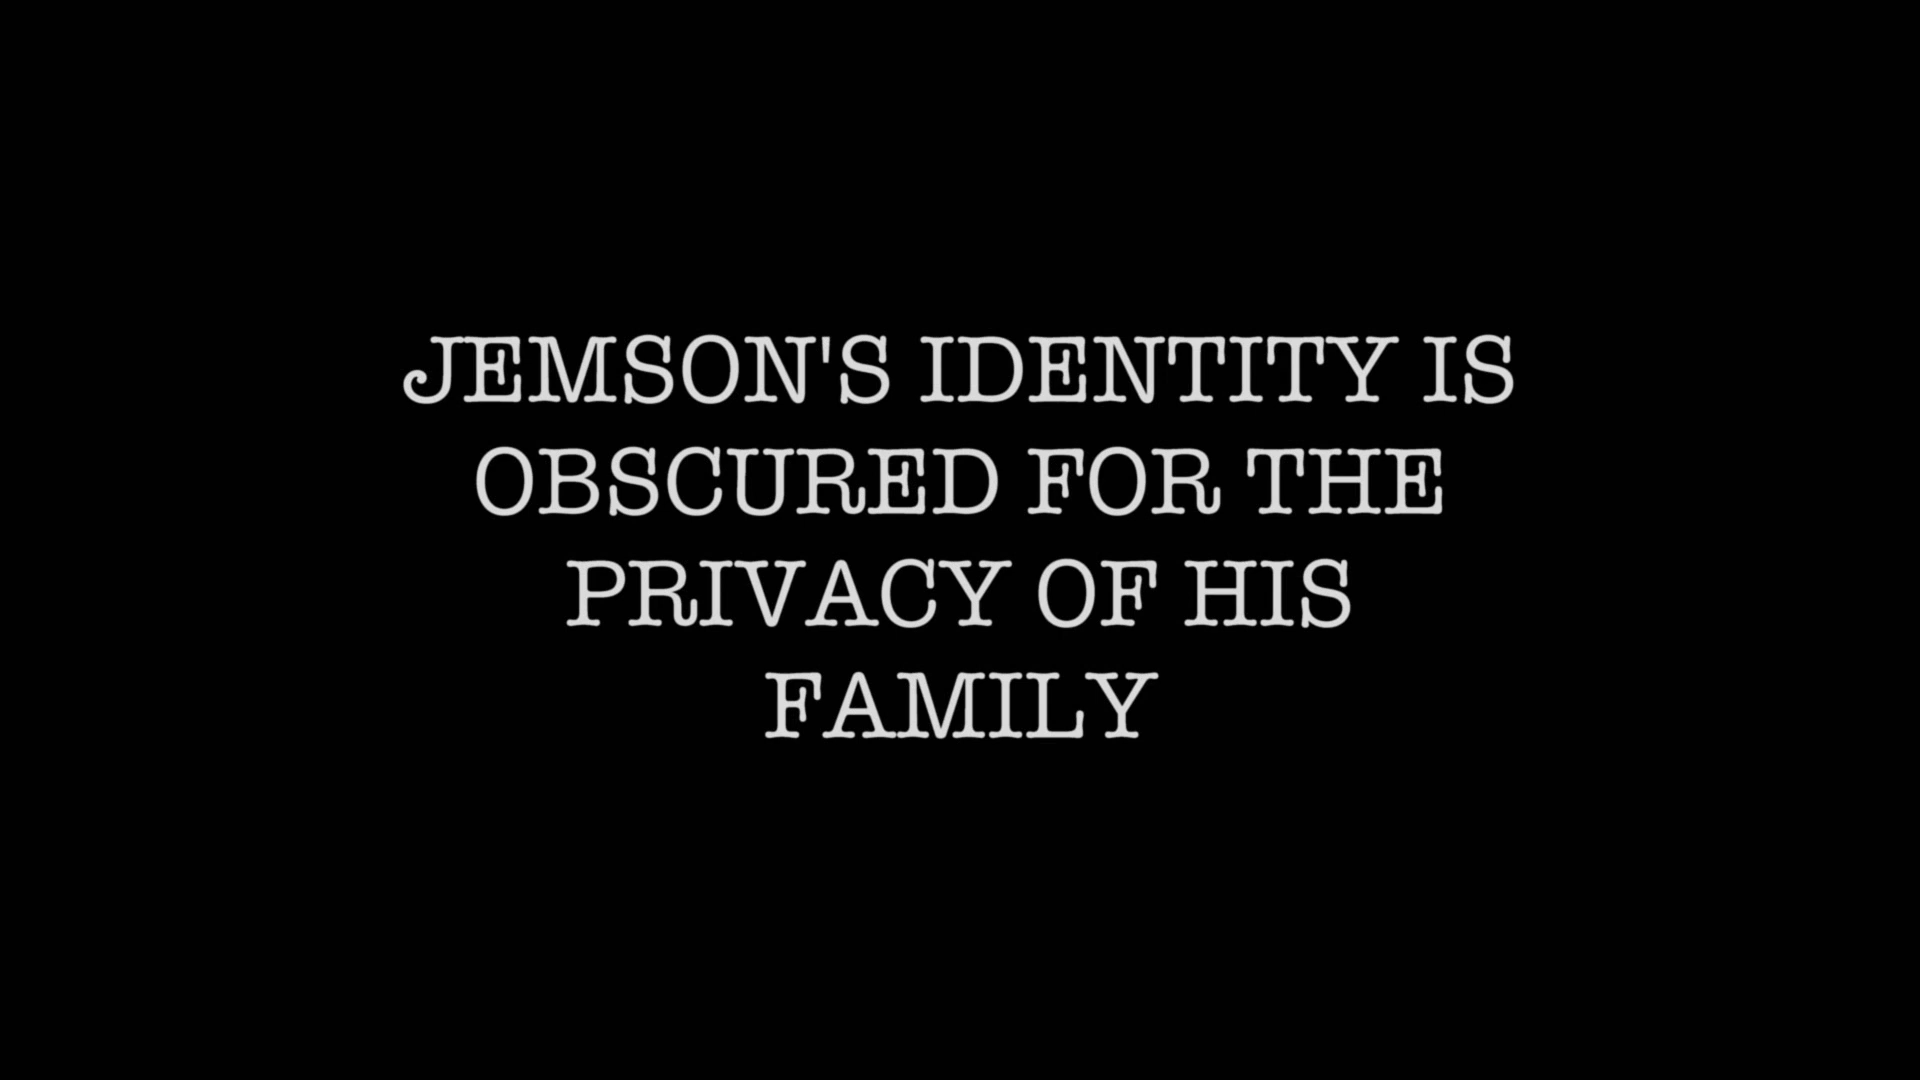 JEMSON'S IDENTITY IS
OBSCURED FOR THE
PRIVACY OF HIS
FAMILY